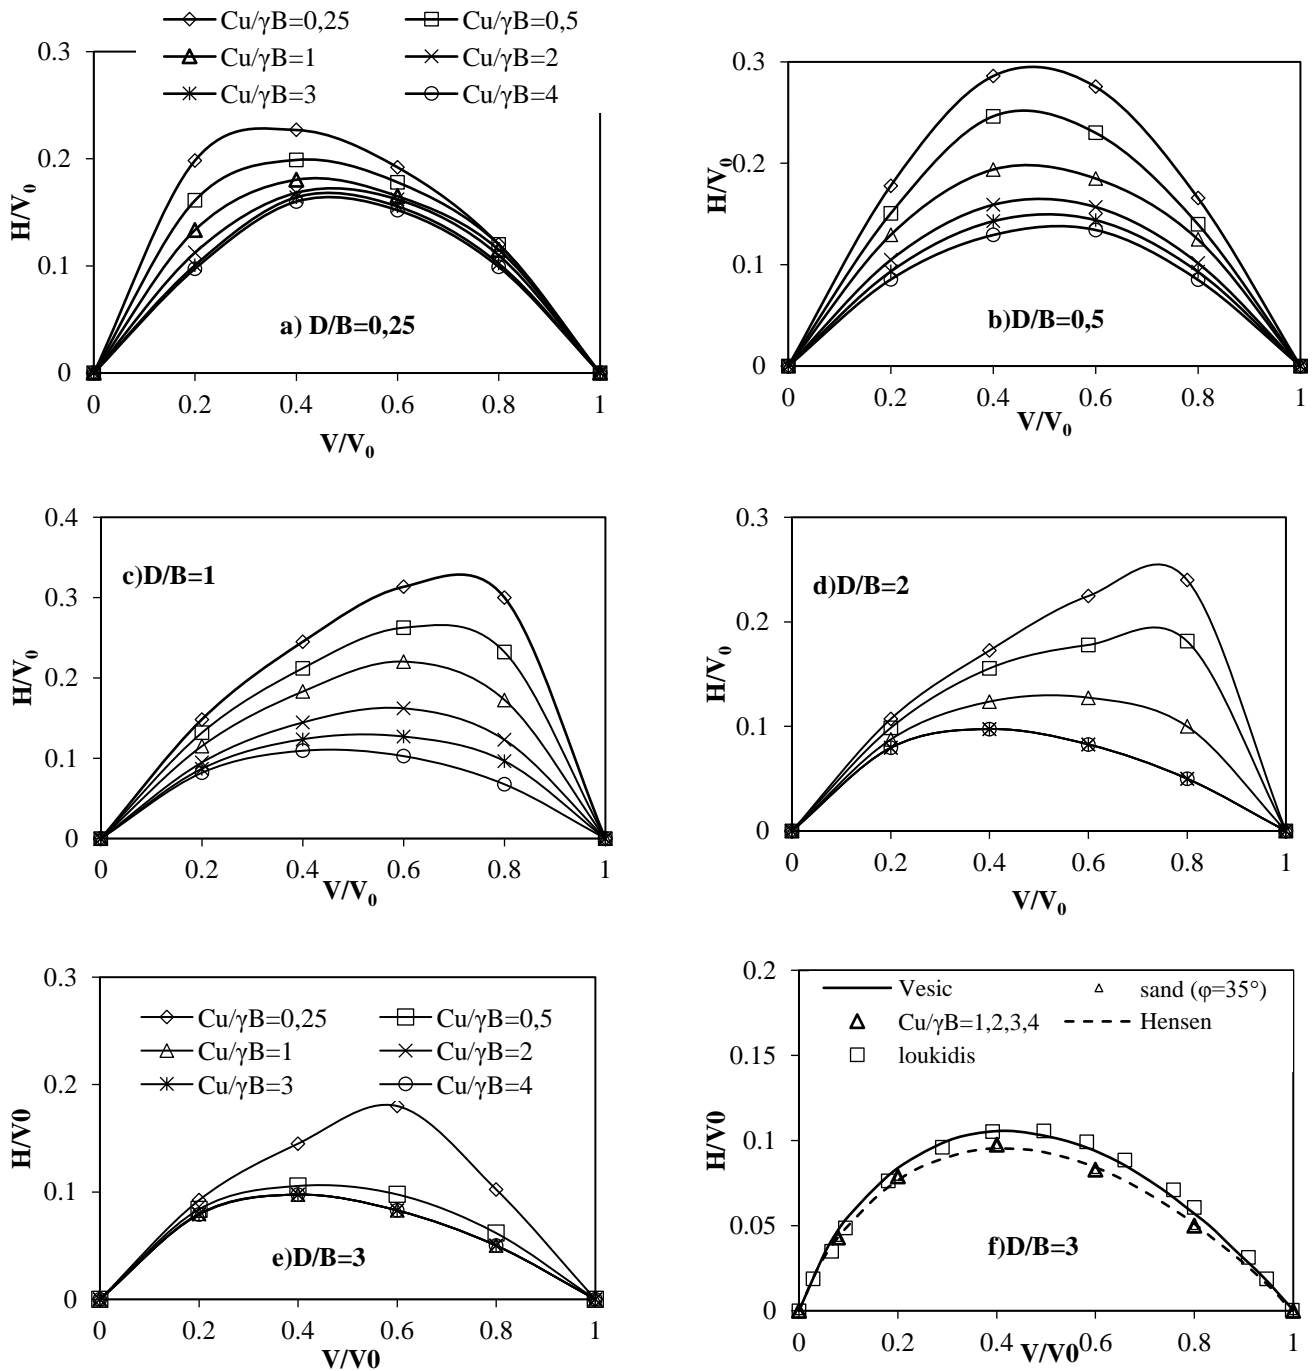 Cu/γB=0,25 Cu/γB=0,5
Cu/γB=1 Cu/γB=2
Cu/γB=3 Cu/γB=4
0.3
0.2
0.1
0
H/V₀
a) D/B=0,25
0 0.2 0.4 0.6 0.8 1
V/V₀
0.3
0.2
0.1
0
H/V₀
b)D/B=0,5
0 0.2 0.4 0.6 0.8 1
V/V₀
0.4
0.3
0.2
0.1
0
H/V₀
c)D/B=1
0 0.2 0.4 0.6 0.8 1
V/V₀
0.3
0.2
0.1
0
H/V₀
d)D/B=2
0 0.2 0.4 0.6 0.8 1
V/V₀
0.3
0.2
0.1
0
H/V0
Cu/γB=0,25 Cu/γB=0,5
Cu/γB=1 Cu/γB=2
Cu/γB=3 Cu/γB=4
e)D/B=3
0 0.2 0.4 0.6 0.8 1
V/V0
0.2
0.15
0.1
0.05
0
H/V0
Vesic sand (φ=35°)
Cu/γB=1,2,3,4 Hensen
loukidis
f)D/B=3
0 0.2 0.4 0.6 0.8 1
V/V0